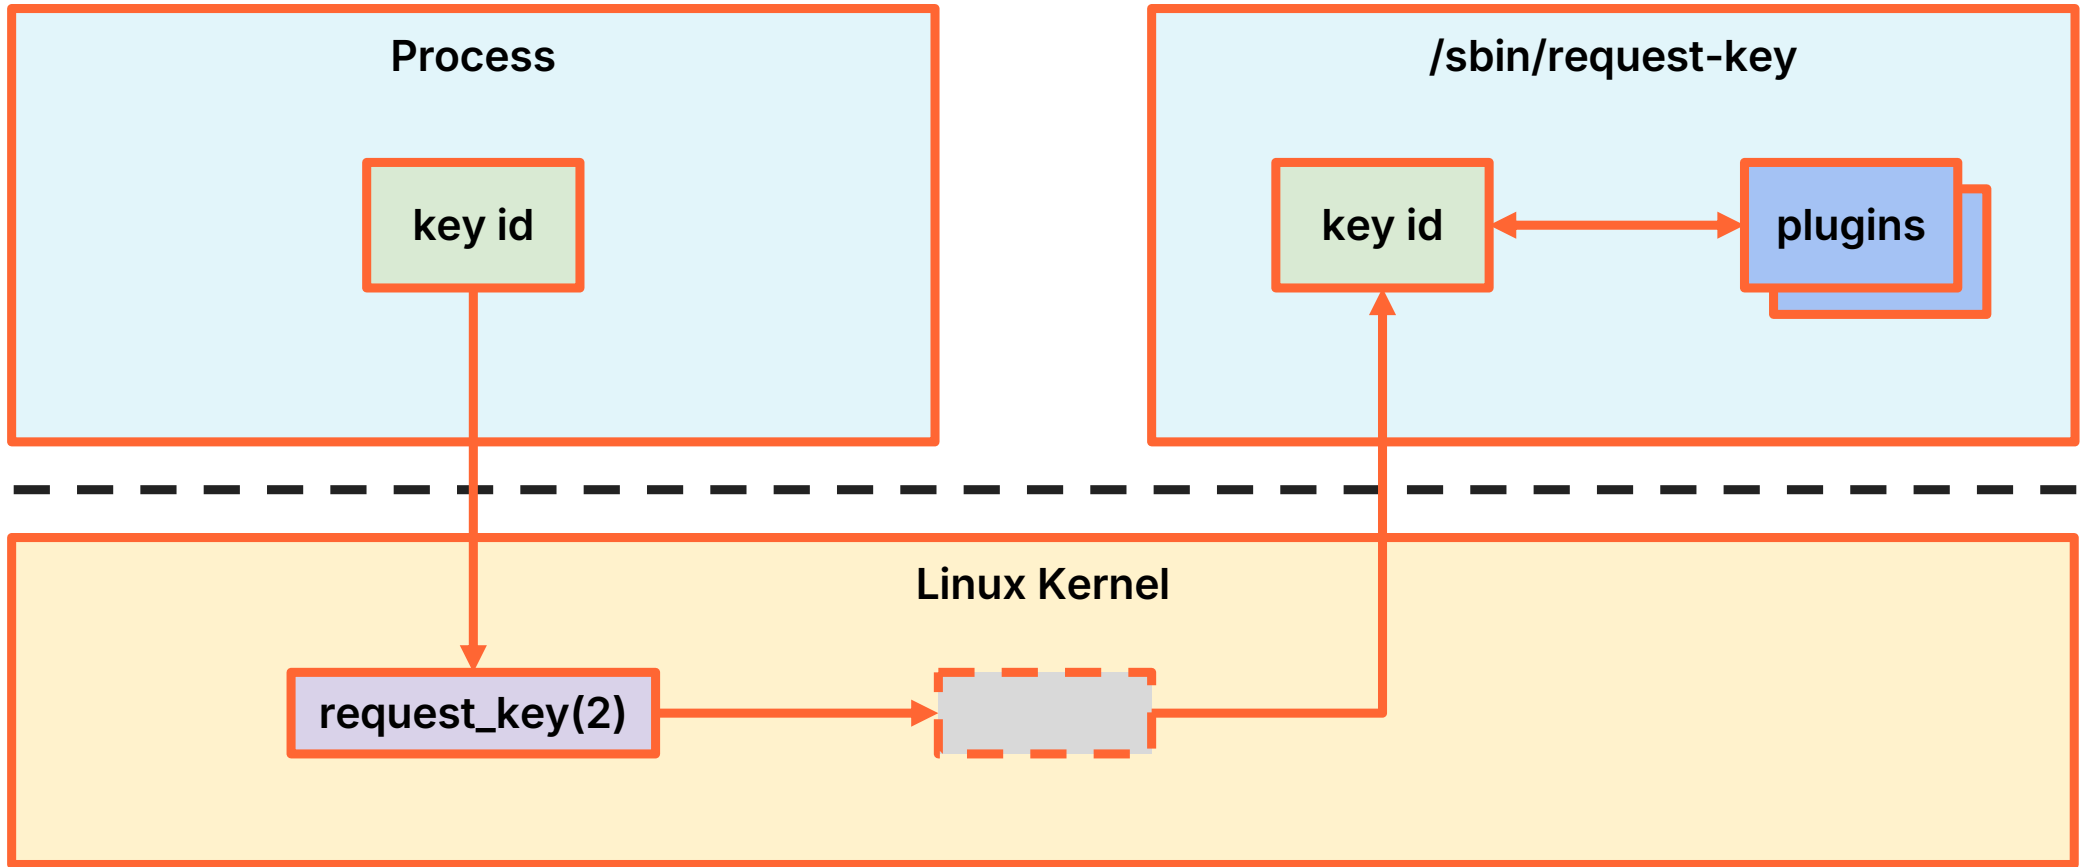 Process
/sbin/request-key
key id
key id
plugins
Linux Kernel
request_key(2)